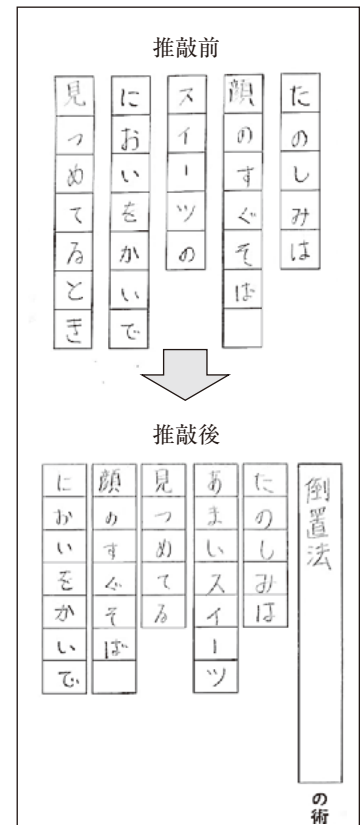 推敲前
たのしみは
顔のすぐそば
スイーツの
においをかいで
見つめてるとき
推敲後
倒置法
の術
たのしみは
あまいスイーツ
見つめてる
顔のすぐそば
においをかいで